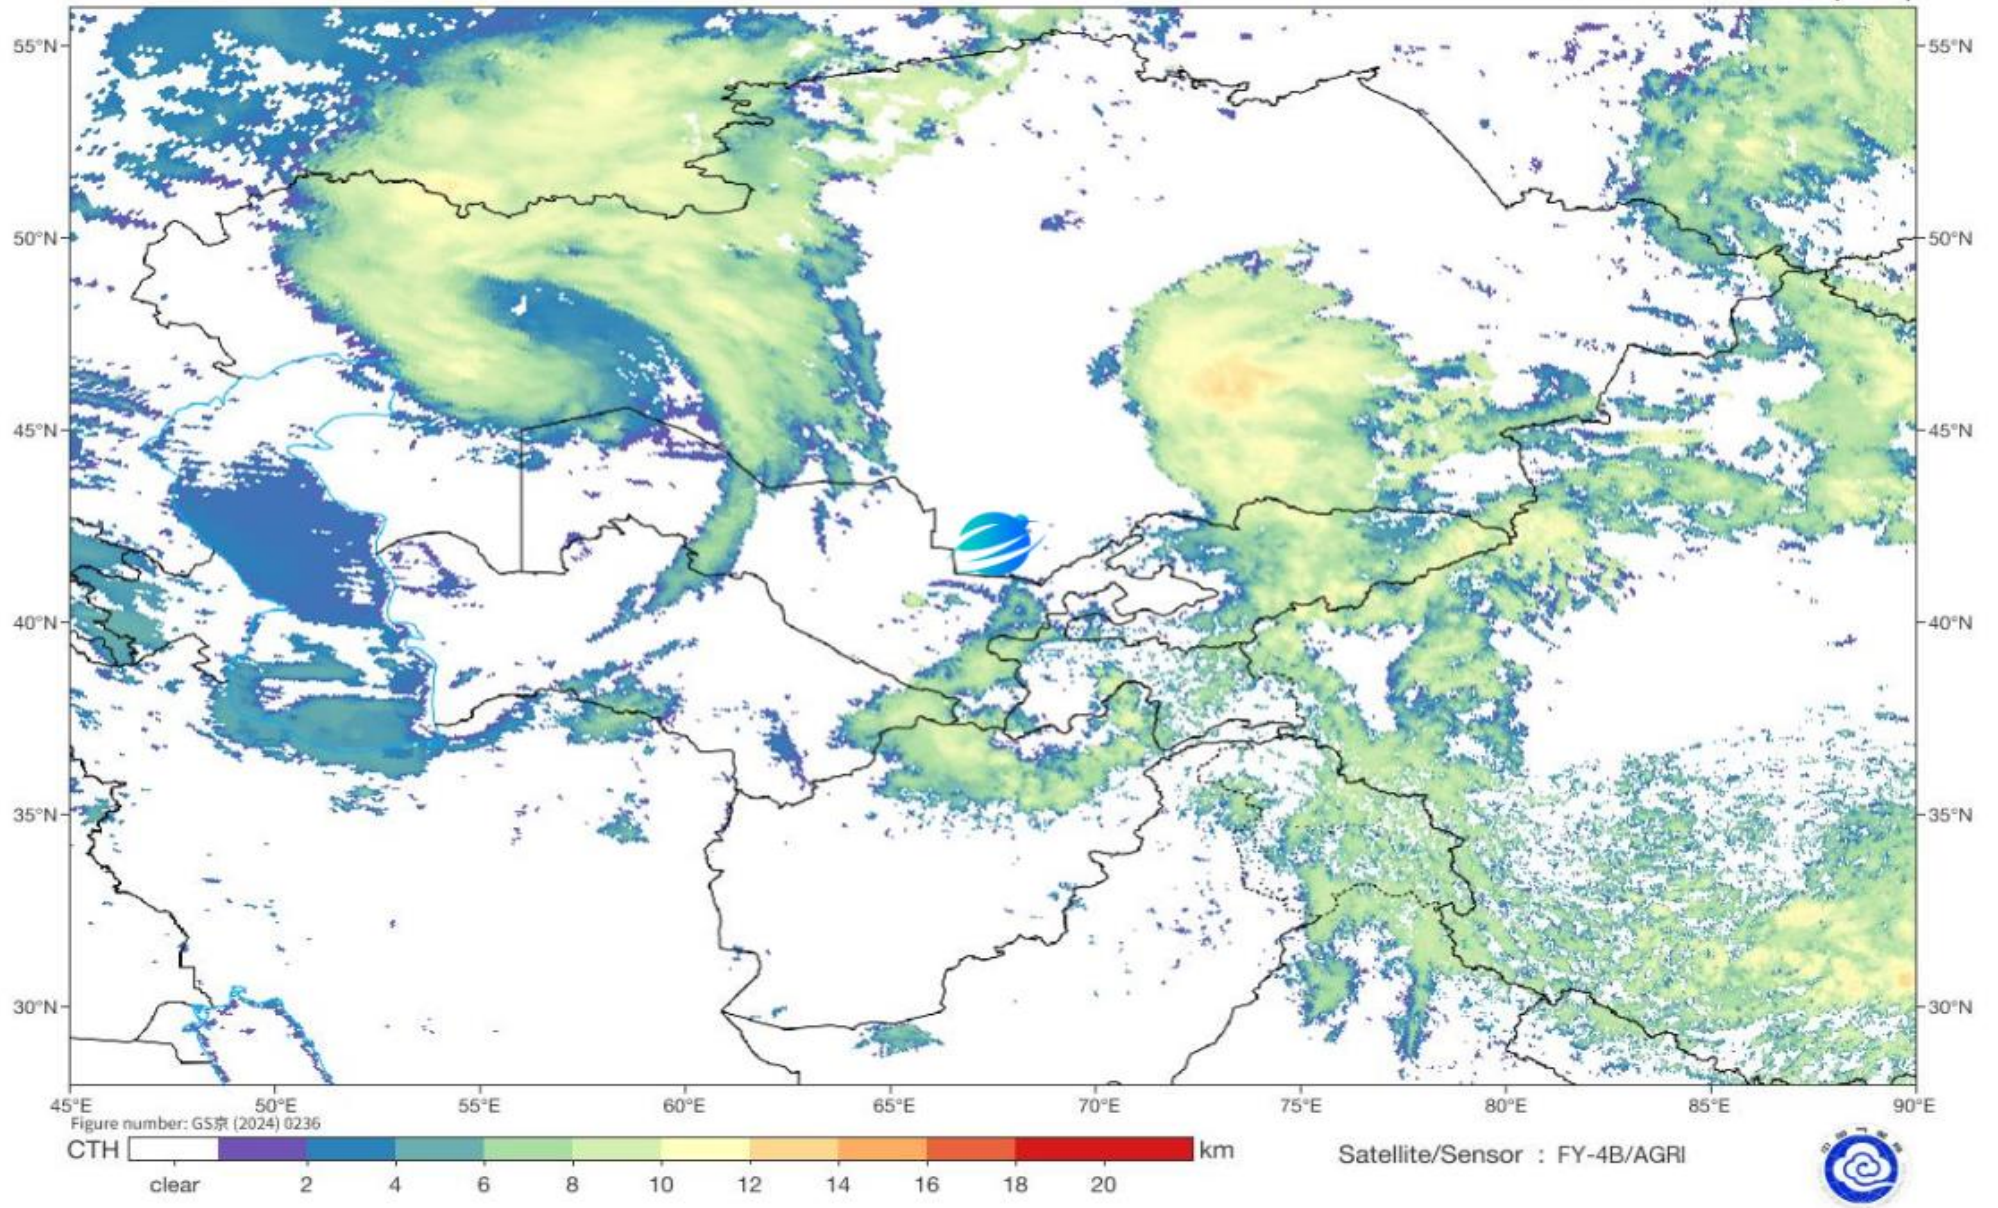 55°N 55°N
50°N 50°N
45°N 45°N
40°N 40°N
35°N 35°N
30°N 30°N
45°E 50°E 55°E 60°E 65°E 70°E 75°E 80°E 85°E 90°E
Figure number: GS京 (2024) 0236
CTH km
clear 2 4 6 8 10 12 14 16 18 20
Satellite/Sensor : FY-4B/AGRI